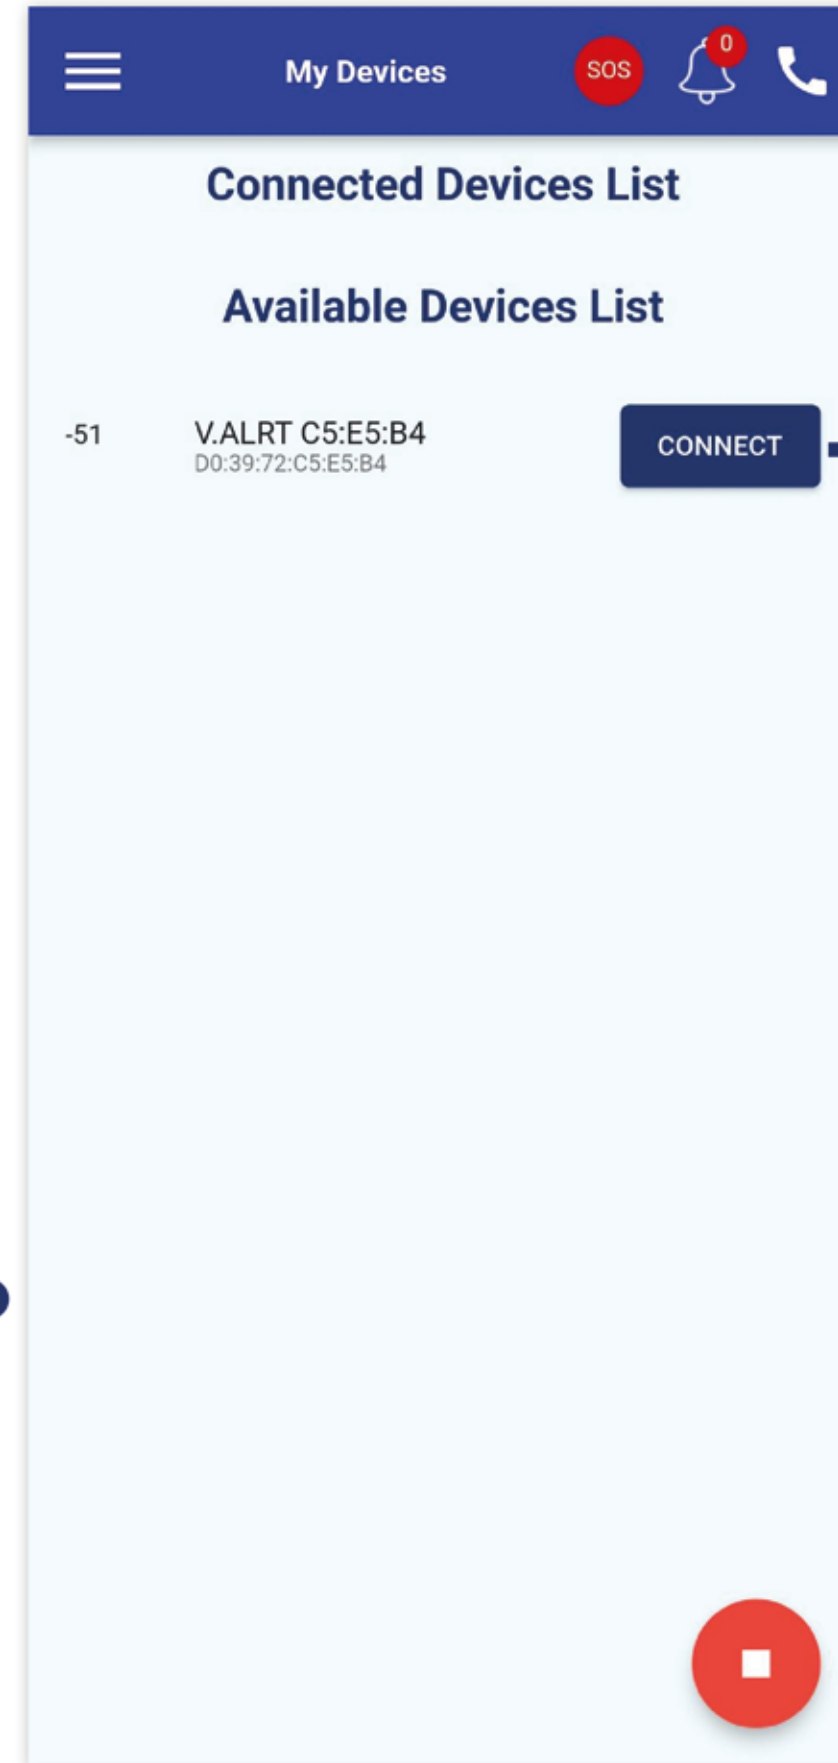 My Devices
SOS
0
Connected Devices List
Available Devices List
-51
V.ALRT C5:E5:B4
D0:39:72:C5:E5:B4
CONNECT